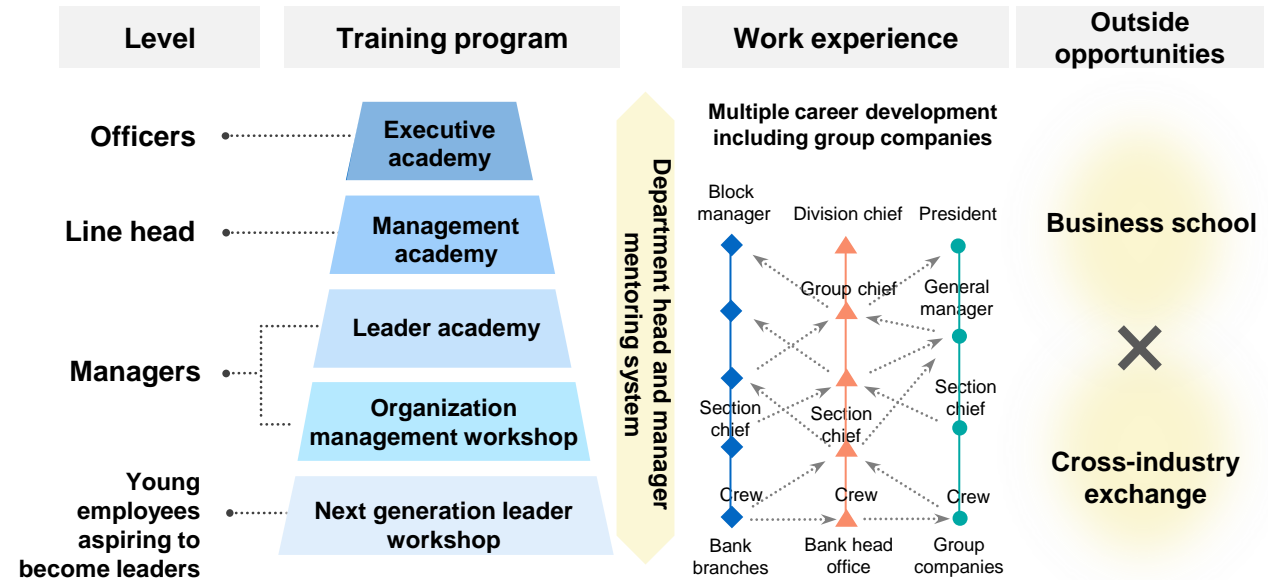 Level
Training program
Work experience
Outside
opportunities
Officers
Line head
Managers
Young
employees
aspiring to
become leaders
Executive
academy
Management
academy
Leader academy
Organization
management workshop
Next generation leader
workshop
Department head and manager
mentoring system
Multiple career development
including group companies
Block
manager
Division chief
President
Group chief
General
manager
Section
chief
Section
chief
Section
chief
Crew
Crew
Crew
Bank
branches
Bank head
office
Group
companies
Business school
×
Cross-industry
exchange